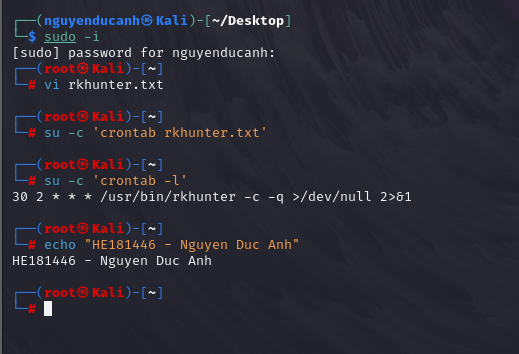 ┌──(nguyenducanh㉿Kali)-[~/Desktop]
└─$ sudo -i
[sudo] password for nguyenducanh:
┌──(root㉿Kali)-[~]
└─# vi rkhunter.txt
┌──(root㉿Kali)-[~]
└─# su -c 'crontab rkhunter.txt'
┌──(root㉿Kali)-[~]
└─# su -c 'crontab -l'
30 2 * * * /usr/bin/rkhunter -c -q >/dev/null 2>&1
┌──(root㉿Kali)-[~]
└─# echo "HE181446 - Nguyen Duc Anh"
HE181446 - Nguyen Duc Anh
┌──(root㉿Kali)-[~]
└─#